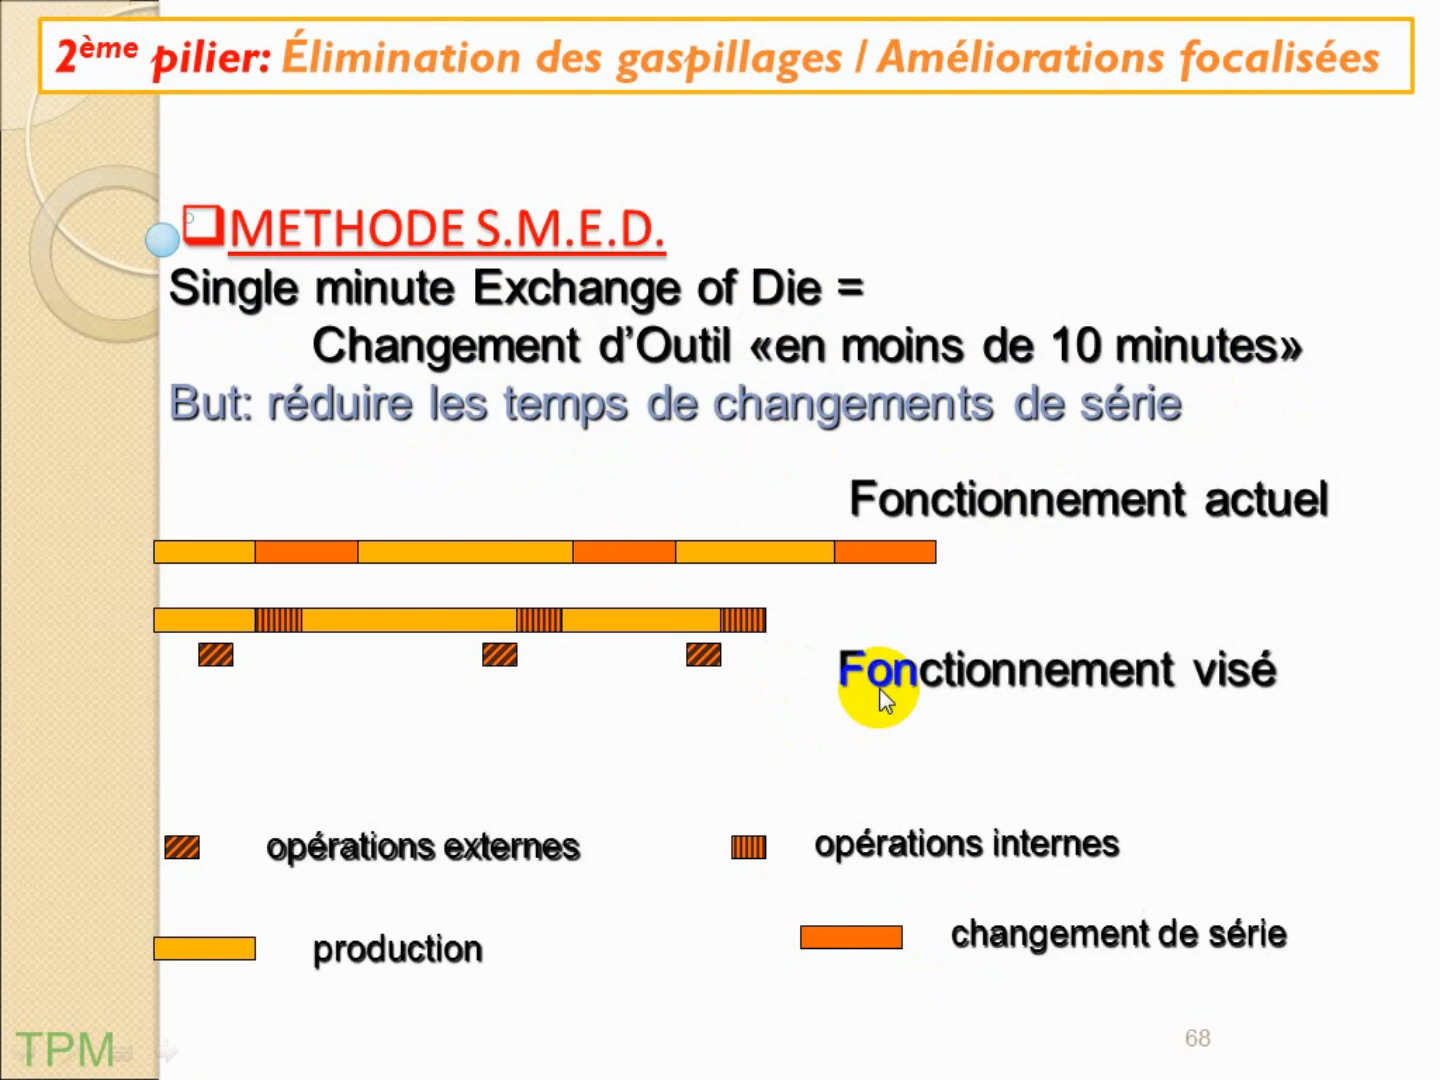 2ème pilier: Élimination des gaspillages / Améliorations focalisées
METHODE S.M.E.D.
Single minute Exchange of Die =
Changement d’Outil «en moins de 10 minutes»
But: réduire les temps de changements de série
Fonctionnement actuel
Fonctionnement visé
opérations externes
opérations internes
production
changement de série
TPM
68